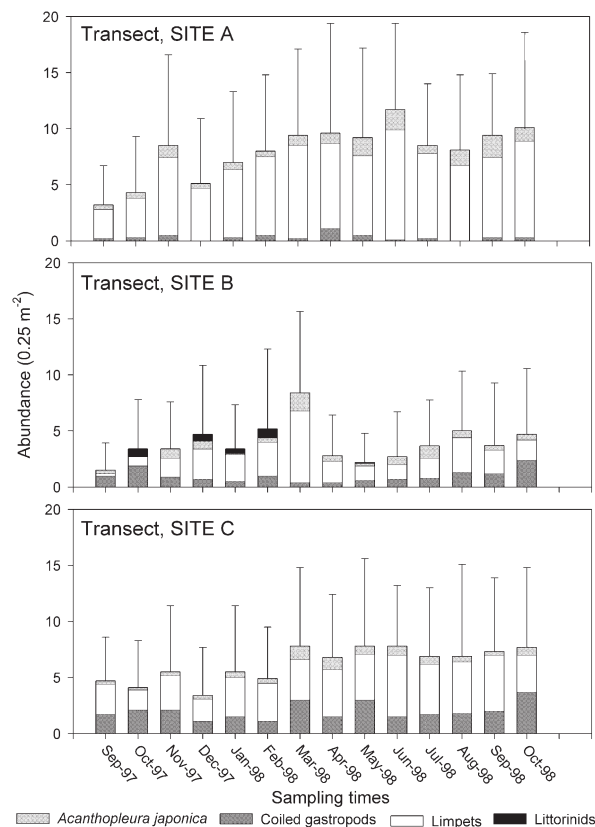 20
Transect, SITE A
15
10
5
0
20
Transect, SITE B
15
10
5
0
Abundance (0.25 m-2)
20
Transect, SITE C
15
10
5
0
Sep-97 Oct-97 Nov-97 Dec-97 Jan-98 Feb-98 Mar-98 Apr-98 May-98 Jun-98 Jul-98 Aug-98 Sep-98 Oct-98
Sampling times
Acanthopleura japonica Coiled gastropods Limpets Littorinids